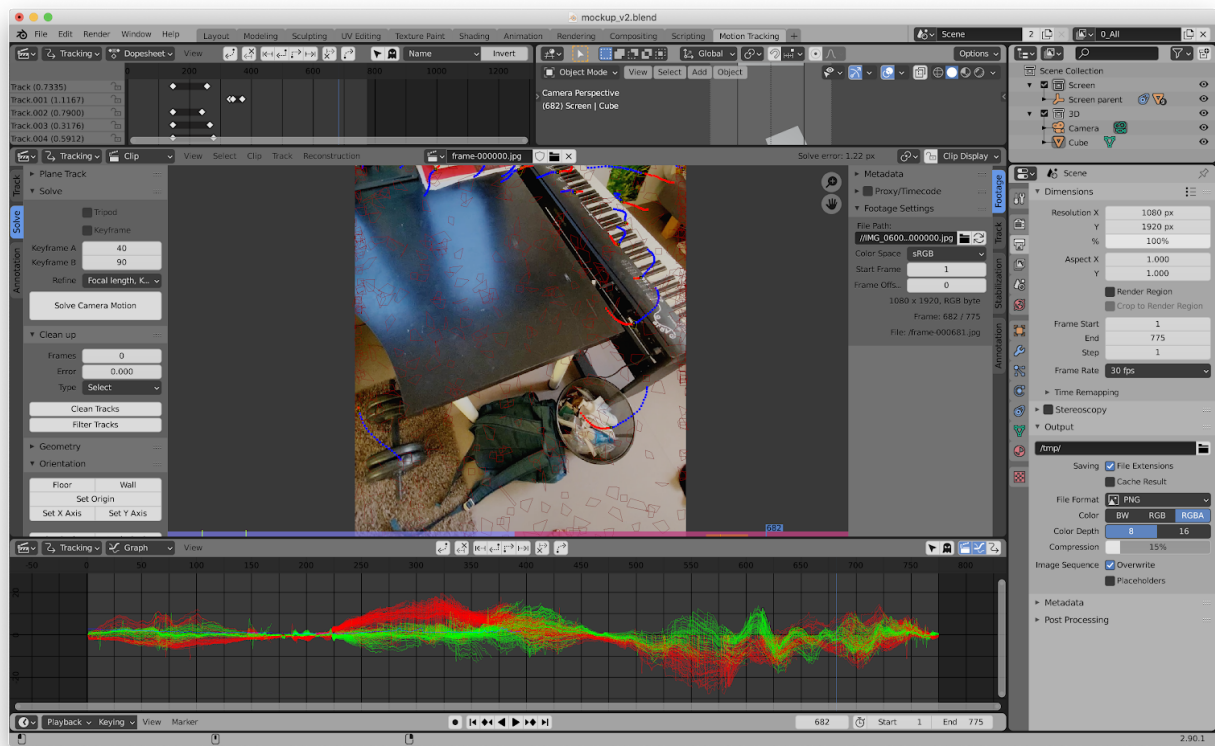 mockup_v2.blend
File Edit Render Window Help Layout Modeling Sculpting UV Editing Texture Paint Shading Animation Rendering Compositing Scripting Motion Tracking + Scene 2 0_All
Tracking Dopesheet View Name Invert
0 200 400 600 800 1000 1200
Track (0.7335)
Track.001 (1.1167)
Track.002 (0.7900)
Track.003 (0.3176)
Track.004 (0.5912)
Global Options
Object Mode View Select Add Object
Camera Perspective
(682) Screen | Cube
Scene Collection
Screen
Screen parent
3D
Camera
Cube
Tracking Clip View Select Clip Track Reconstruction frame-000000.jpg Solve error: 1.22 px Clip Display
Track
Solve
Annotation
Plane Track
Solve
Tripod
Keyframe
Keyframe A 40
Keyframe B 90
Refine Focal length, K..
Solve Camera Motion
Clean up
Frames 0
Error 0.000
Type Select
Clean Tracks
Filter Tracks
Geometry
Orientation
Floor Wall
Set Origin
Set X Axis Set Y Axis
682
Metadata
Proxy/Timecode
Footage Settings
File Path:
//IMG_0600..000000.jpg
Color Space sRGB
Start Frame 1
Frame Offs.. 0
1080 x 1920, RGB byte
Frame: 682 / 775
File: /frame-000681.jpg
Footage
Track
Stabilization
Annotation
Scene
Dimensions
Resolution X 1080 px
Y 1920 px
% 100%
Aspect X 1.000
Y 1.000
Render Region
Crop to Render Region
Frame Start 1
End 775
Step 1
Frame Rate 30 fps
Time Remapping
Stereoscopy
Output
/tmp/
Saving File Extensions
Cache Result
File Format PNG
Color BW RGB RGBA
Color Depth 8 16
Compression 15%
Image Sequence Overwrite
Placeholders
Metadata
Post Processing
Tracking Graph View
-50 0 50 100 150 200 250 300 350 400 450 500 550 600 650 700 750 800
Playback Keying View Marker 682 Start 1 End 775
2.90.1